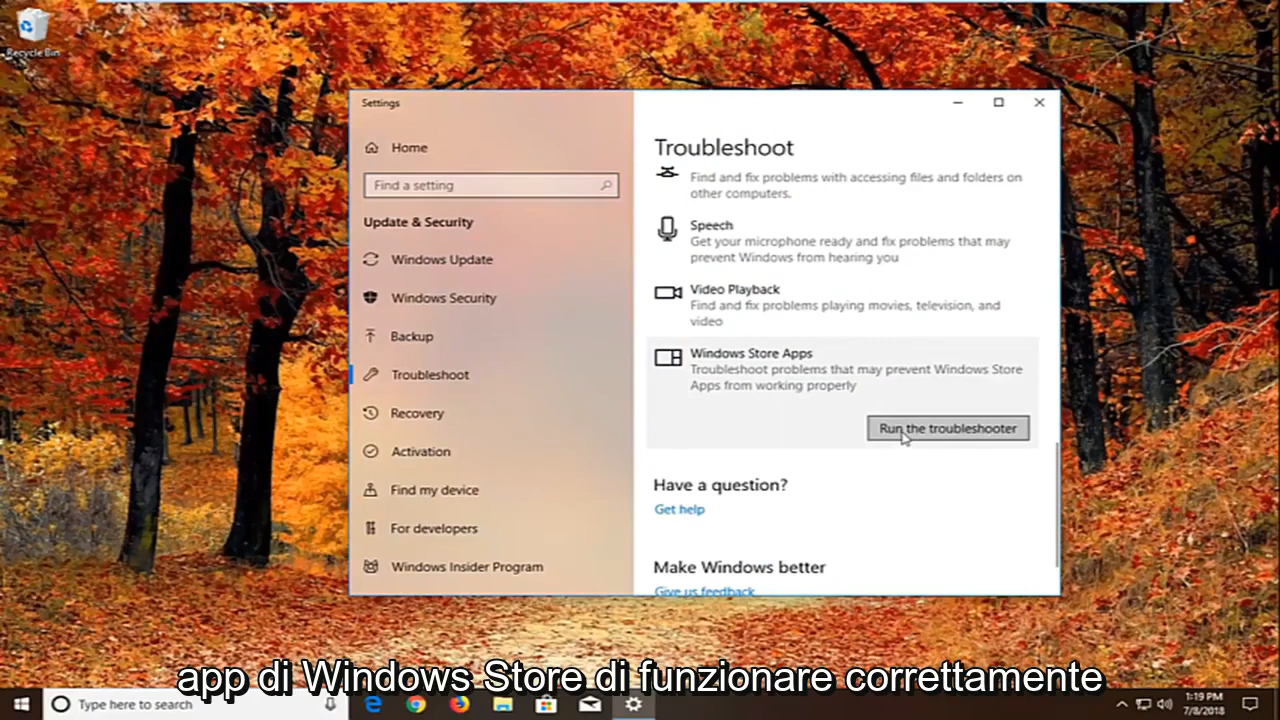 Recycle Bin
Settings
Home
Find a setting
Update & Security
Windows Update
Windows Security
Backup
Troubleshoot
Recovery
Activation
Find my device
For developers
Windows Insider Program
Troubleshoot
Find and fix problems with accessing files and folders on
other computers.
Speech
Get your microphone ready and fix problems that may
prevent Windows from hearing you
Video Playback
Find and fix problems playing movies, television, and
video
Windows Store Apps
Troubleshoot problems that may prevent Windows Store
Apps from working properly
Run the troubleshooter
Have a question?
Get help
Make Windows better
Give us feedback
app di Windows Store di funzionare correttamente
Type here to search
1:19 PM
7/8/2018